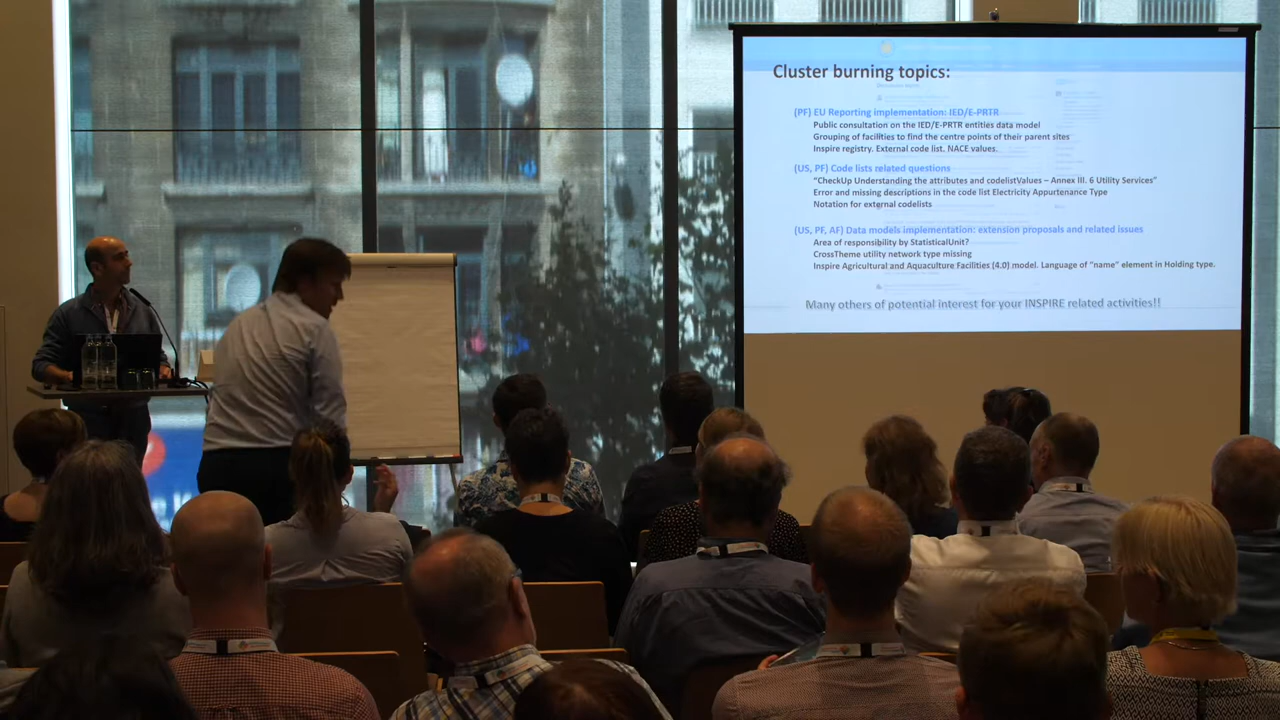 Cluster burning topics:
(PF) EU Reporting implementation: IED/E-PRTR
Public consultation on the IED/E-PRTR entities data model
Grouping of facilities to find the centre points of their parent sites
Inspire registry. External code list. NACE values.
(US, PF) Code lists related questions
"CheckUp Understanding the attributes and codelistValues – Annex III. 6 Utility Services"
Error and missing descriptions in the code list Electricity Appurtenance Type
Notation for external codelists
(US, PF, AF) Data models implementation: extension proposals and related issues
Area of responsibility by StatisticalUnit?
CrossTheme utility network type missing
Inspire Agricultural and Aquaculture Facilities (4.0) model. Language of "name" element in Holding type.
Many others of potential interest for your INSPIRE related activities!!